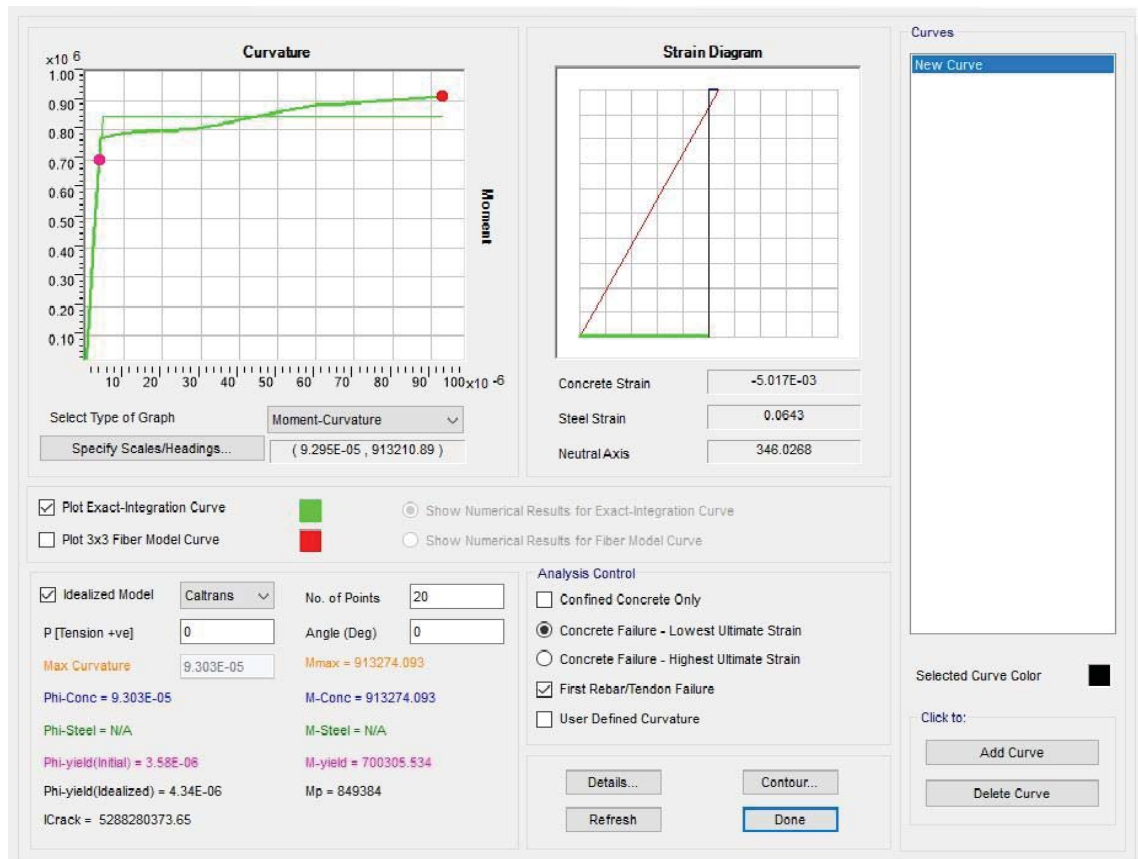 Curvature
x10 6
1.00
0.90
0.80
0.70
0.60
0.50
0.40
0.30
0.20
0.10
Moment
10 20 30 40 50 60 70 80 90 100x10 -6
Select Type of Graph
Moment-Curvature
Specify Scales/Headings...
( 9.295E-05 , 913210.89 )
Strain Diagram
Concrete Strain
-5.017E-03
Steel Strain
0.0643
Neutral Axis
346.0268
Curves
New Curve
Plot Exact-Integration Curve
Show Numerical Results for Exact-Integration Curve
Plot 3x3 Fiber Model Curve
Show Numerical Results for Fiber Model Curve
Idealized Model
Caltrans
No. of Points
20
P [Tension +ve]
0
Angle (Deg)
0
Max Curvature
9.303E-05
Mmax = 913274.093
Phi-Conc = 9.303E-05
M-Conc = 913274.093
Phi-Steel = N/A
M-Steel = N/A
Phi-yield(Initial) = 3.58E-06
M-yield = 700305.534
Phi-yield(Idealized) = 4.34E-06
Mp = 849384
ICrack = 5288280373.65
Analysis Control
Confined Concrete Only
Concrete Failure - Lowest Ultimate Strain
Concrete Failure - Highest Ultimate Strain
First Rebar/Tendon Failure
User Defined Curvature
Details...
Contour...
Refresh
Done
Selected Curve Color
Click to:
Add Curve
Delete Curve